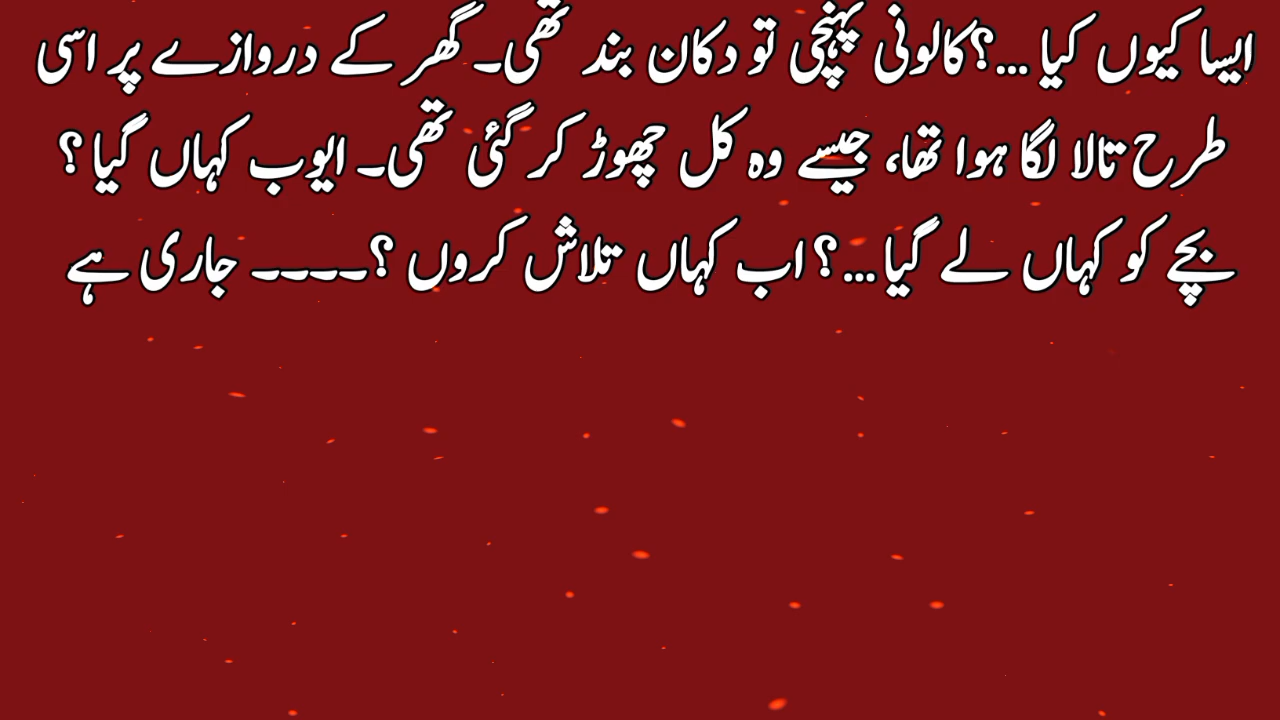 ایسا کیوں کیا ...؟ کالونی پہنچی تو دکان بند تھی۔ گھر کے دروازے پر اسی
طرح تالا لگا ہوا تھا، جیسے وہ کل چھوڑ کر گئی تھی۔ ایوب کہاں گیا ؟
بچے کو کہاں لے گیا ...؟ اب کہاں تلاش کروں ؟۔۔۔۔ جاری ہے